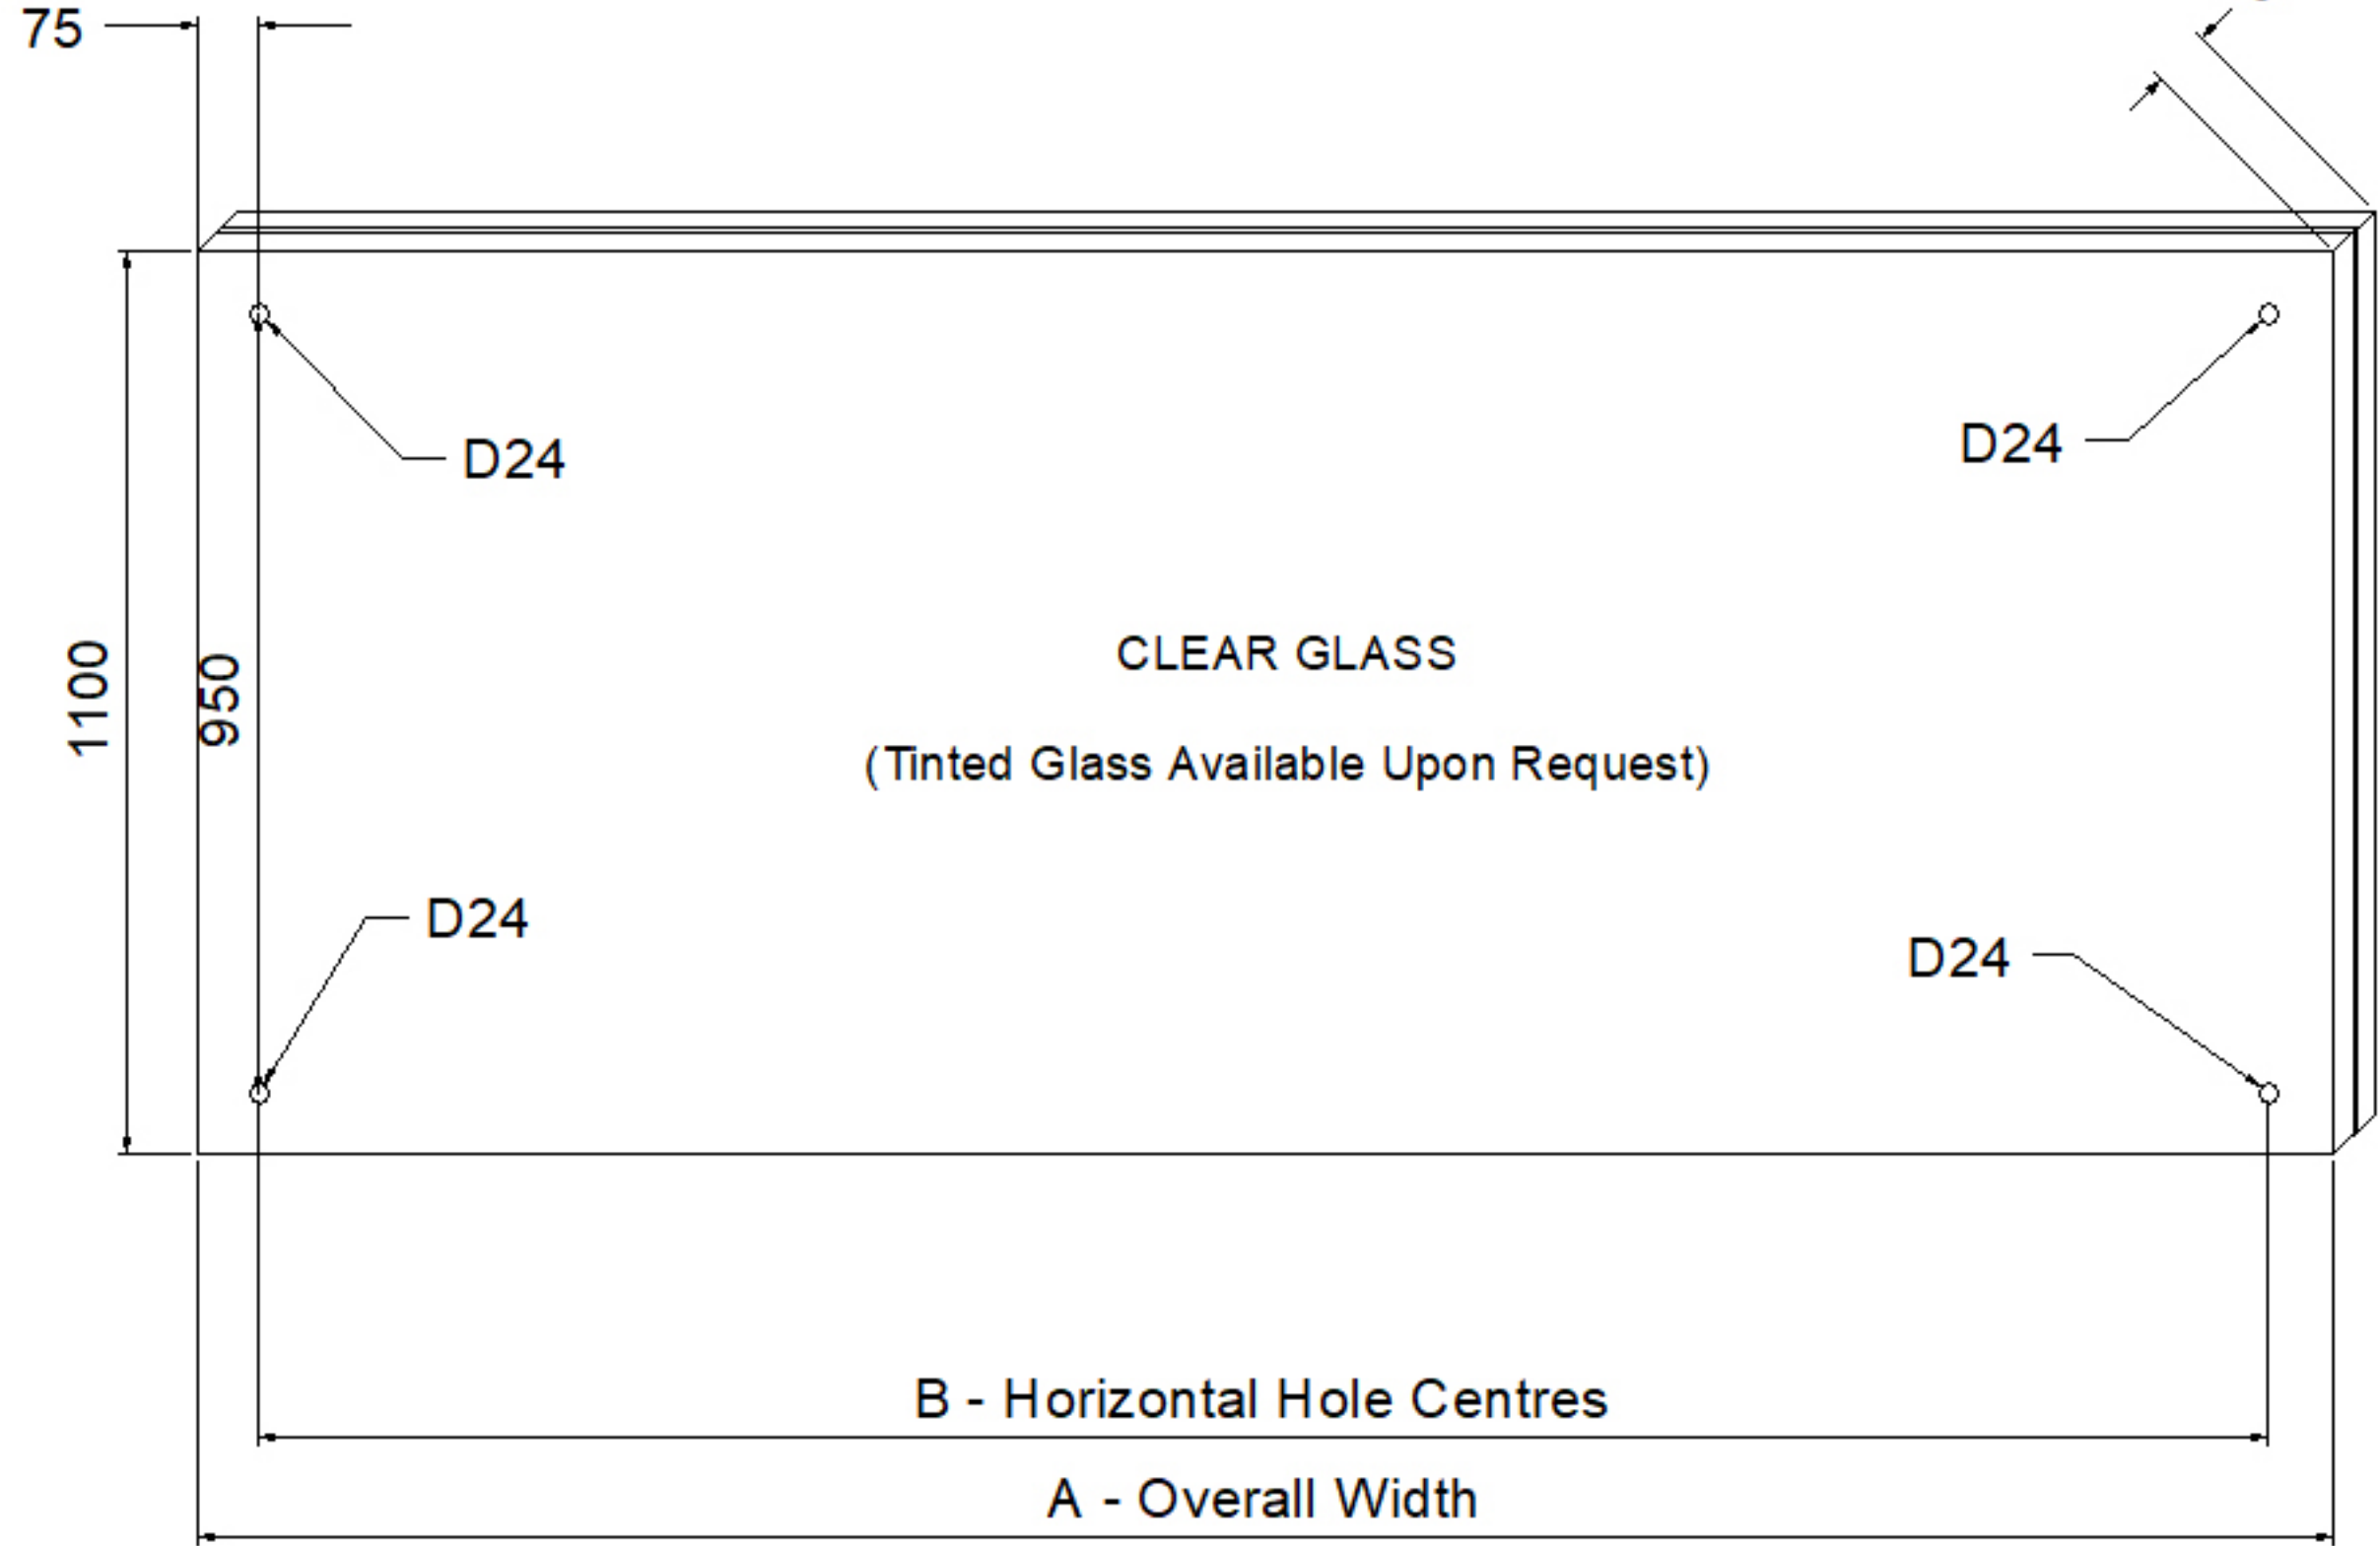 75
D24
D24
1100
950
CLEAR GLASS
(Tinted Glass Available Upon Request)
D24
D24
B - Horizontal Hole Centres
A - Overall Width